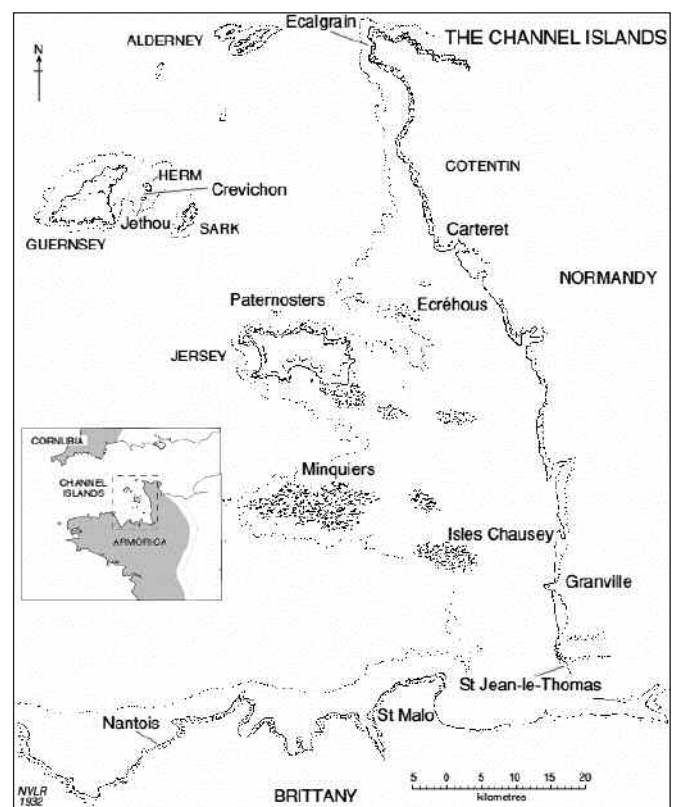 Ecalgrain
ALDERNEY
THE CHANNEL ISLANDS
N
COTENTIN
HERM
Crevichon
Jethou
SARK
GUERNSEY
Carteret
NORMANDY
Paternosters
Ecréhous
JERSEY
CORNUBIA
CHANNEL
ISLANDS
ARMORICA
Minquiers
Isles Chausey
Granville
St Jean-le-Thomas
St Malo
Nantois
NVLR
1932
BRITTANY
5 0 5 10 15 20
kilometres